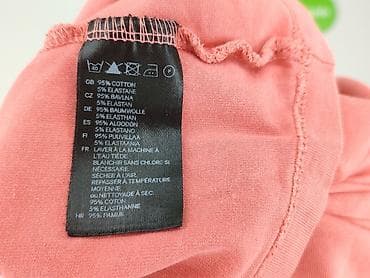 GB 95% COTTON
5% ELASTANE
CZ 95% BAVLNA
5% ELASTAN
DE 95% BAUMWOLLE
5% ELASTHAN
ES 95% ALGODÓN
5% ELASTANO
FI 95% PUUVILLAA
5% ELASTAANIA
FR LAVER À LA MACHINE À
L'EAU TIÈDE.
BLANCHIR SANS CHLORE SI
NÉCESSAIRE.
SÉCHER À L'AIR.
REPASSER À TEMPÉRATURE
MOYENNE
OU NETTOYAGE À SEC.
95% COTON
5% ELASTHANNE
HR 95% PAMUK